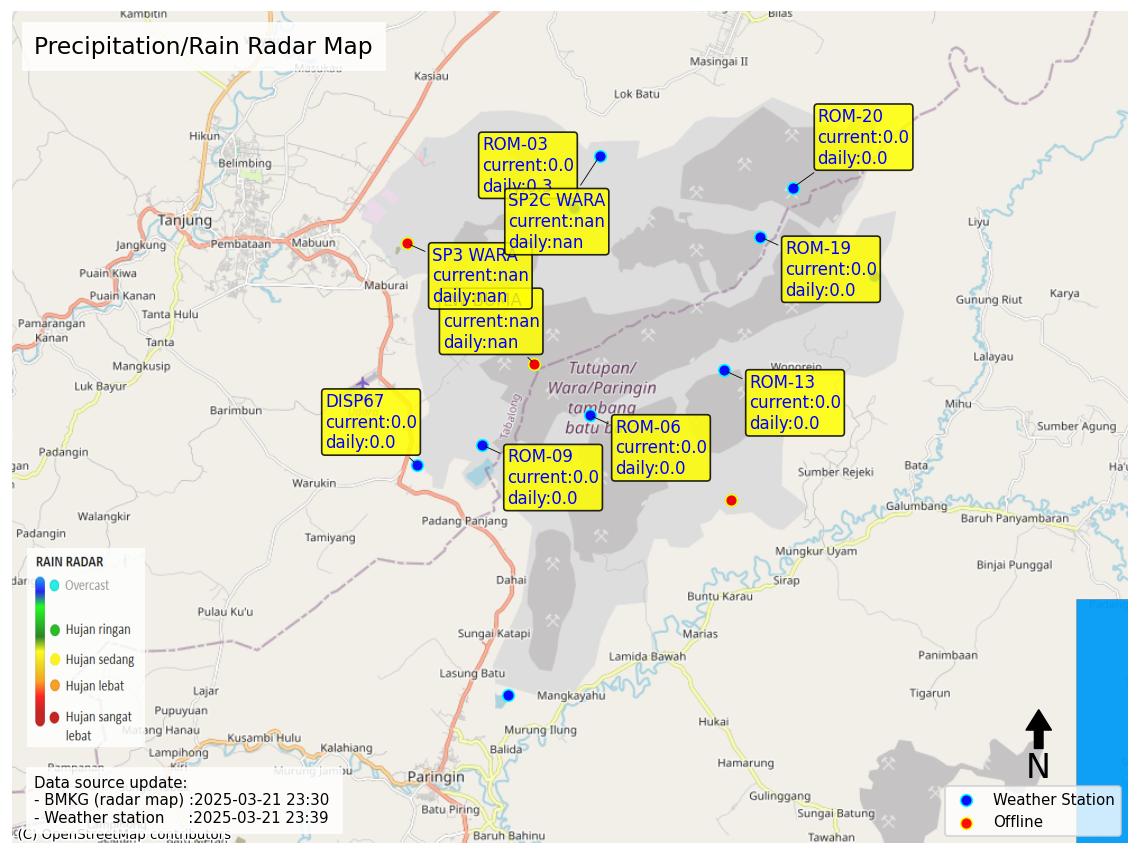 Kambitin
Bilas
Precipitation/Rain Radar Map
Masukau
Kasiau
Masingai II
Lok Batu
Hikun
Belimbing
ROM-03
current:0.0
daily:0.3
ROM-20
current:0.0
daily:0.0
SP2C WARA
current:nan
daily:nan
Tanjung
Jangkung
Pembataan
Mabuun
Liyu
SP3 WARA
current:nan
daily:nan
ROM-19
current:0.0
daily:0.0
Puain Kiwa
Puain Kanan
Maburai
Tanta Hulu
Gunung Riut
Karya
current:nan
daily:nan
Pamarangan
Kanan
Tanta
Mangkusip
Luk Bayur
Lalayau
Tutupan/
Wara/Paringin
tambang
batu b
Wonorejo
ROM-13
current:0.0
daily:0.0
Tabalong
DISP67
current:0.0
daily:0.0
Barimbun
Mihu
ROM-06
current:0.0
daily:0.0
Sumber Agung
ROM-09
current:0.0
daily:0.0
Padangin
Warukin
Sumber Rejeki
Bata
Galumbang
Baruh Panyambaran
Walangkir
Padangin
Tamiyang
Padang Panjang
Mungkur Uyam
Binjai Punggal
RAIN RADAR
Overcast
Hujan ringan
Hujan sedang
Hujan lebat
Hujan sangat
lebat
Dahai
Sirap
Buntu Karau
Pulau Ku'u
Sungai Katapi
Marias
Lamida Bawah
Panimbaan
Lasung Batu
Mangkayahu
Tigarun
Lajar
Pupuyuan
Matang Hanau
Kusambi Hulu
Murung Ilung
Hukai
Lampihong
Kiri
Kalahiang
Balida
Hamarung
Pampanan
Murung Jambu
Paringin
N
Gulinggang
Batu Piring
Sungai Batung
Baruh Bahinu
Tawahan
Data source update:
- BMKG (radar map) :2025-03-21 23:30
- Weather station :2025-03-21 23:39
(C) OpenStreetMap contributors
Weather Station
Offline